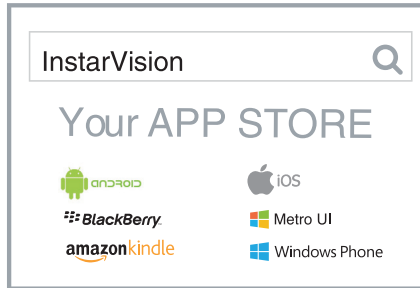 InstarVision
Your APP STORE
android
iOS
BlackBerry.
Metro UI
amazonkindle
Windows Phone